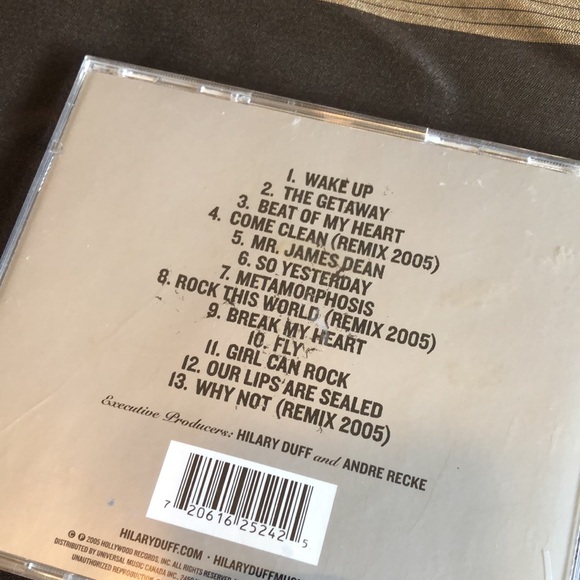 1. WAKE UP
2. THE GETAWAY
3. BEAT OF MY HEART
4. COME CLEAN (REMIX 2005)
5. MR. JAMES DEAN
6. SO YESTERDAY
7. METAMORPHOSIS
8. ROCK THIS WORLD (REMIX 2005)
9. BREAK MY HEART
10. FLY
11. GIRL CAN ROCK
12. OUR LIPS ARE SEALED
13. WHY NOT (REMIX 2005)
Executive Producers: HILARY DUFF and ANDRE RECKE
7 20616 25242 5
HILARYDUFF.COM · HILARYDUFFMUSI
© ℗ 2005 HOLLYWOOD RECORDS, INC. ALL RIGHTS RESERVED
DISTRIBUTED BY UNIVERSAL MUSIC CANADA INC.
UNAUTHORIZED REPRODUCTION